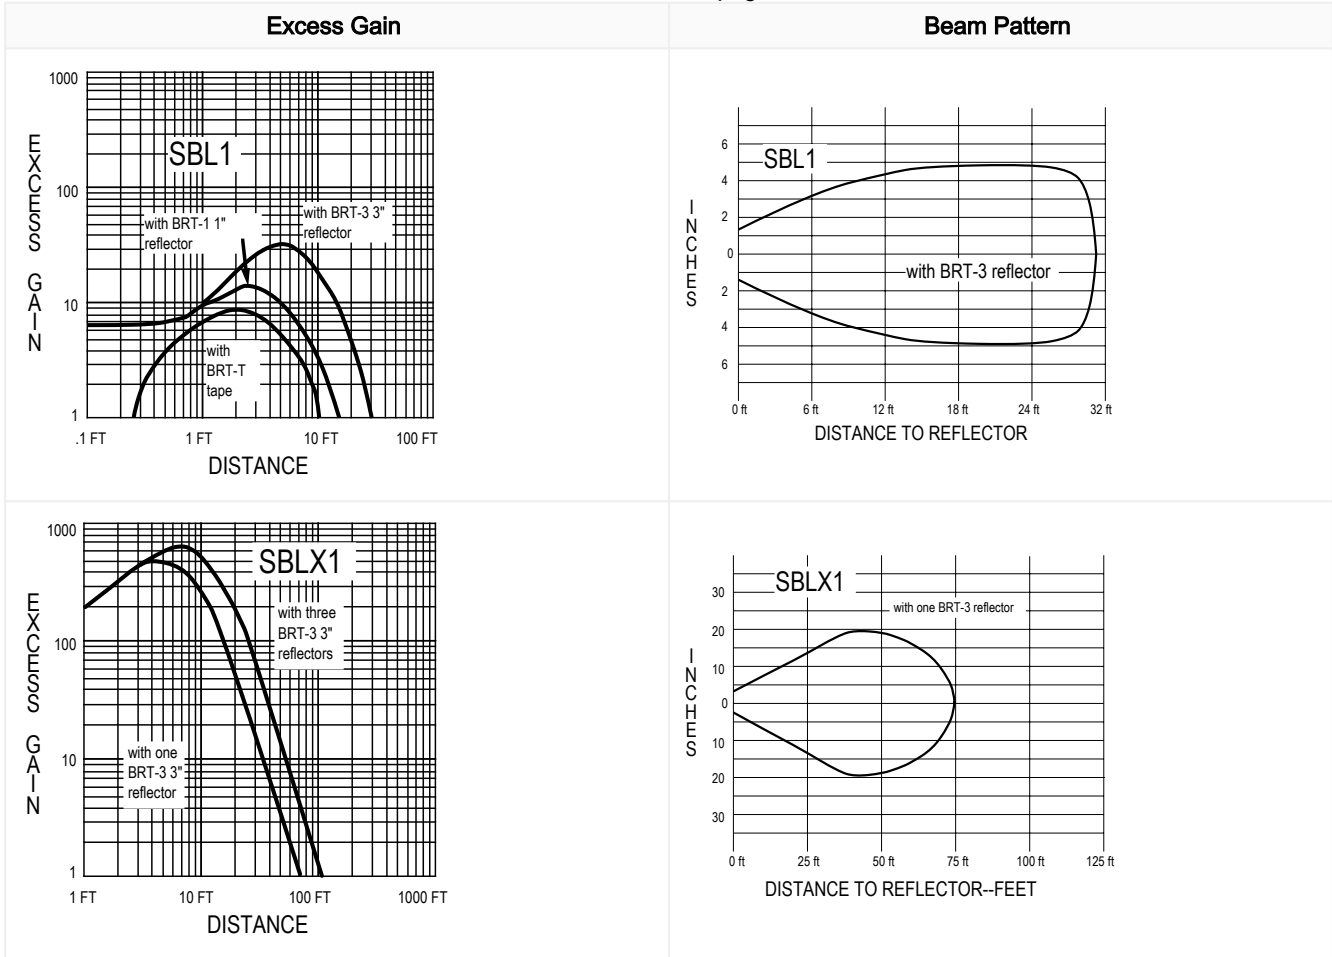 Excess Gain
Beam Pattern
1000
100
10
1
EXCESS GAIN
SBL1
with BRT-1 1"
reflector
with BRT-3 3"
reflector
with
BRT-T
tape
.1 FT
1 FT
10 FT
100 FT
DISTANCE
6
4
2
0
2
4
6
INCHES
SBL1
with BRT-3 reflector
0 ft
6 ft
12 ft
18 ft
24 ft
32 ft
DISTANCE TO REFLECTOR
1000
100
10
1
EXCESS GAIN
SBLX1
with three
BRT-3 3"
reflectors
with one
BRT-3 3"
reflector
1 FT
10 FT
100 FT
1000 FT
DISTANCE
30
20
10
0
10
20
30
INCHES
SBLX1
with one BRT-3 reflector
0 ft
25 ft
50 ft
75 ft
100 ft
125 ft
DISTANCE TO REFLECTOR--FEET